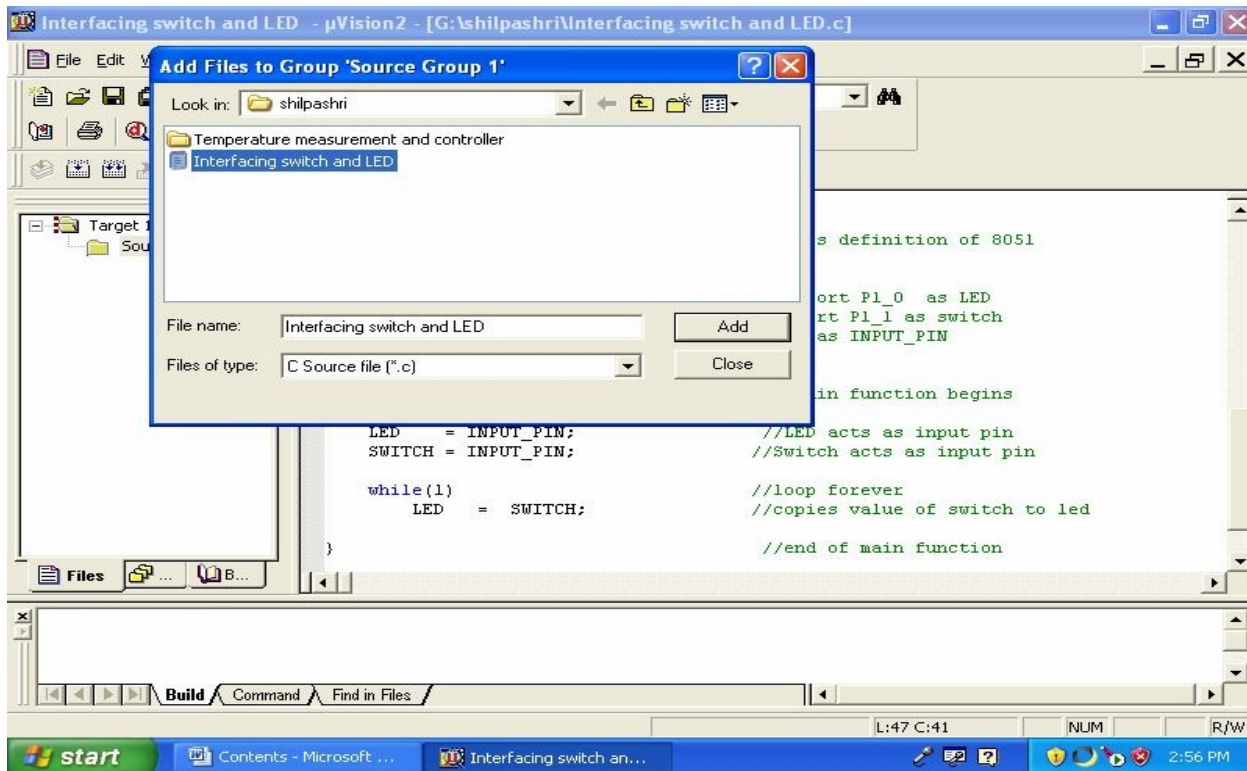 Interfacing switch and LED - µVision2 - [G:\shilpashri\Interfacing switch and LED.c]
File Edit V
Add Files to Group 'Source Group 1'
Look in: shilpashri
Temperature measurement and controller
Interfacing switch and LED
File name: Interfacing switch and LED Add
Files of type: C Source file (*.c) Close
Target 1
Sou
s definition of 8051
ort P1_0 as LED
rt P1_1 as switch
as INPUT_PIN
in function begins
LED = INPUT_PIN; //LED acts as input pin
SWITCH = INPUT_PIN; //Switch acts as input pin
while(1) //loop forever
LED = SWITCH; //copies value of switch to led
} //end of main function
Files ... B...
Build Command Find in Files
L:47 C:41 NUM R/W
start Contents - Microsoft ... Interfacing switch an... 2:56 PM